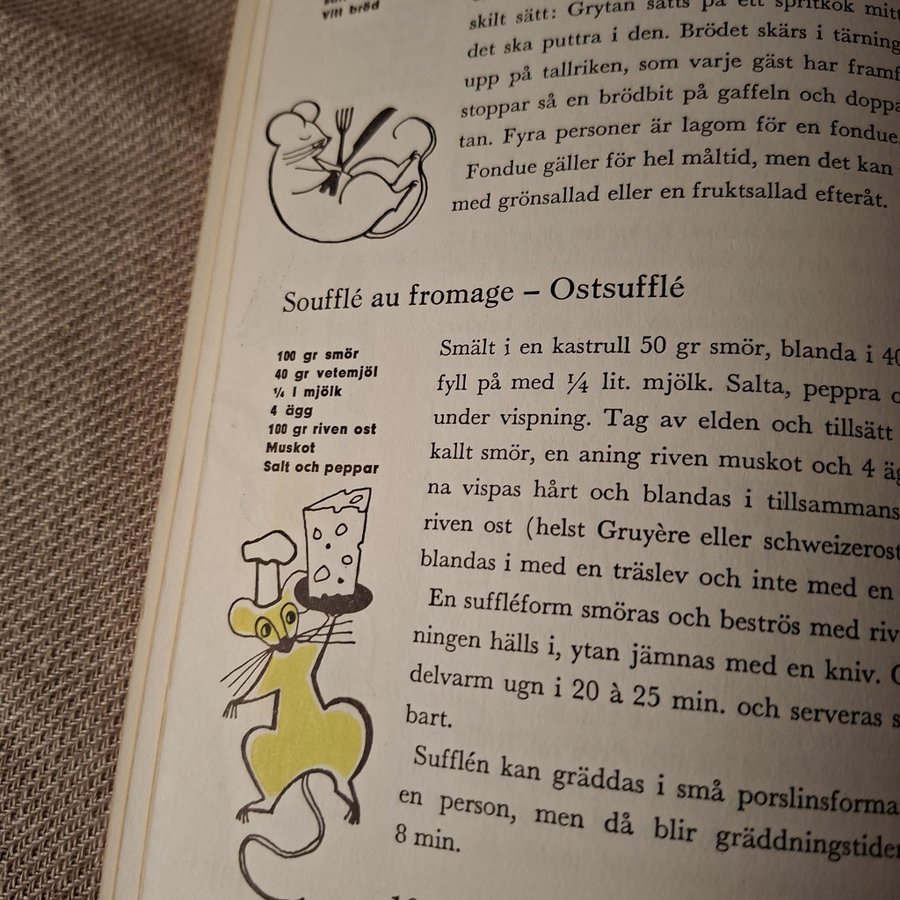 Vitt bröd
skilt sätt: Grytan sätts på ett spritkök
det ska puttra i den. Brödet skärs i
upp på tallriken, som varje gäst har
stoppar så en brödbit på gaffeln och
tan. Fyra personer är lagom för en fondue.
Fondue gäller för hel måltid, men det kan
med grönsallad eller en fruktsallad efteråt.
Soufflé au fromage – Ostsufflé
100 gr smör
40 gr vetemjöl
¼ l mjölk
4 ägg
100 gr riven ost
Muskot
Salt och peppar
Smält i en kastrull 50 gr smör, blanda i 40
fyll på med ¼ lit. mjölk. Salta, peppra
under vispning. Tag av elden och tillsätt
kallt smör, en aning riven muskot och 4
na vispas hårt och blandas i tillsammans
riven ost (helst Gruyère eller schweizerost
blandas i med en träslev och inte med en
En suffléform smöras och beströs med
ningen hälls i, ytan jämnas med en kniv.
delvarm ugn i 20 à 25 min. och serveras
bart.
Sufflén kan gräddas i små
en person, men då blir
8 min.